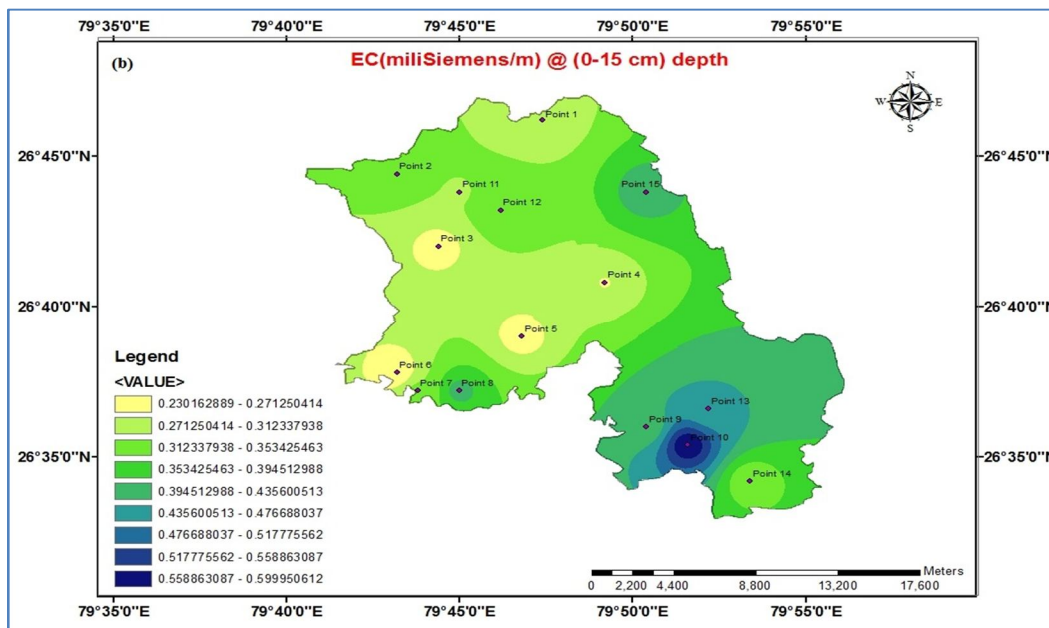 79°35'0"E 79°40'0"E 79°45'0"E 79°50'0"E 79°55'0"E
(b)
EC(miliSiemens/m) @ (0-15 cm) depth
N
W E
S
26°45'0"N 26°45'0"N
26°40'0"N 26°40'0"N
26°35'0"N 26°35'0"N
Point 1
Point 2
Point 11
Point 15
Point 12
Point 3
Point 4
Point 5
Point 6
Point 7
Point 8
Point 13
Point 9
Point 10
Point 14
Legend
<VALUE>
0.230162889 - 0.271250414
0.271250414 - 0.312337938
0.312337938 - 0.353425463
0.353425463 - 0.394512988
0.394512988 - 0.435600513
0.435600513 - 0.476688037
0.476688037 - 0.517775562
0.517775562 - 0.558863087
0.558863087 - 0.599950612
Meters
0 2,200 4,400 8,800 13,200 17,600
79°35'0"E 79°40'0"E 79°45'0"E 79°50'0"E 79°55'0"E